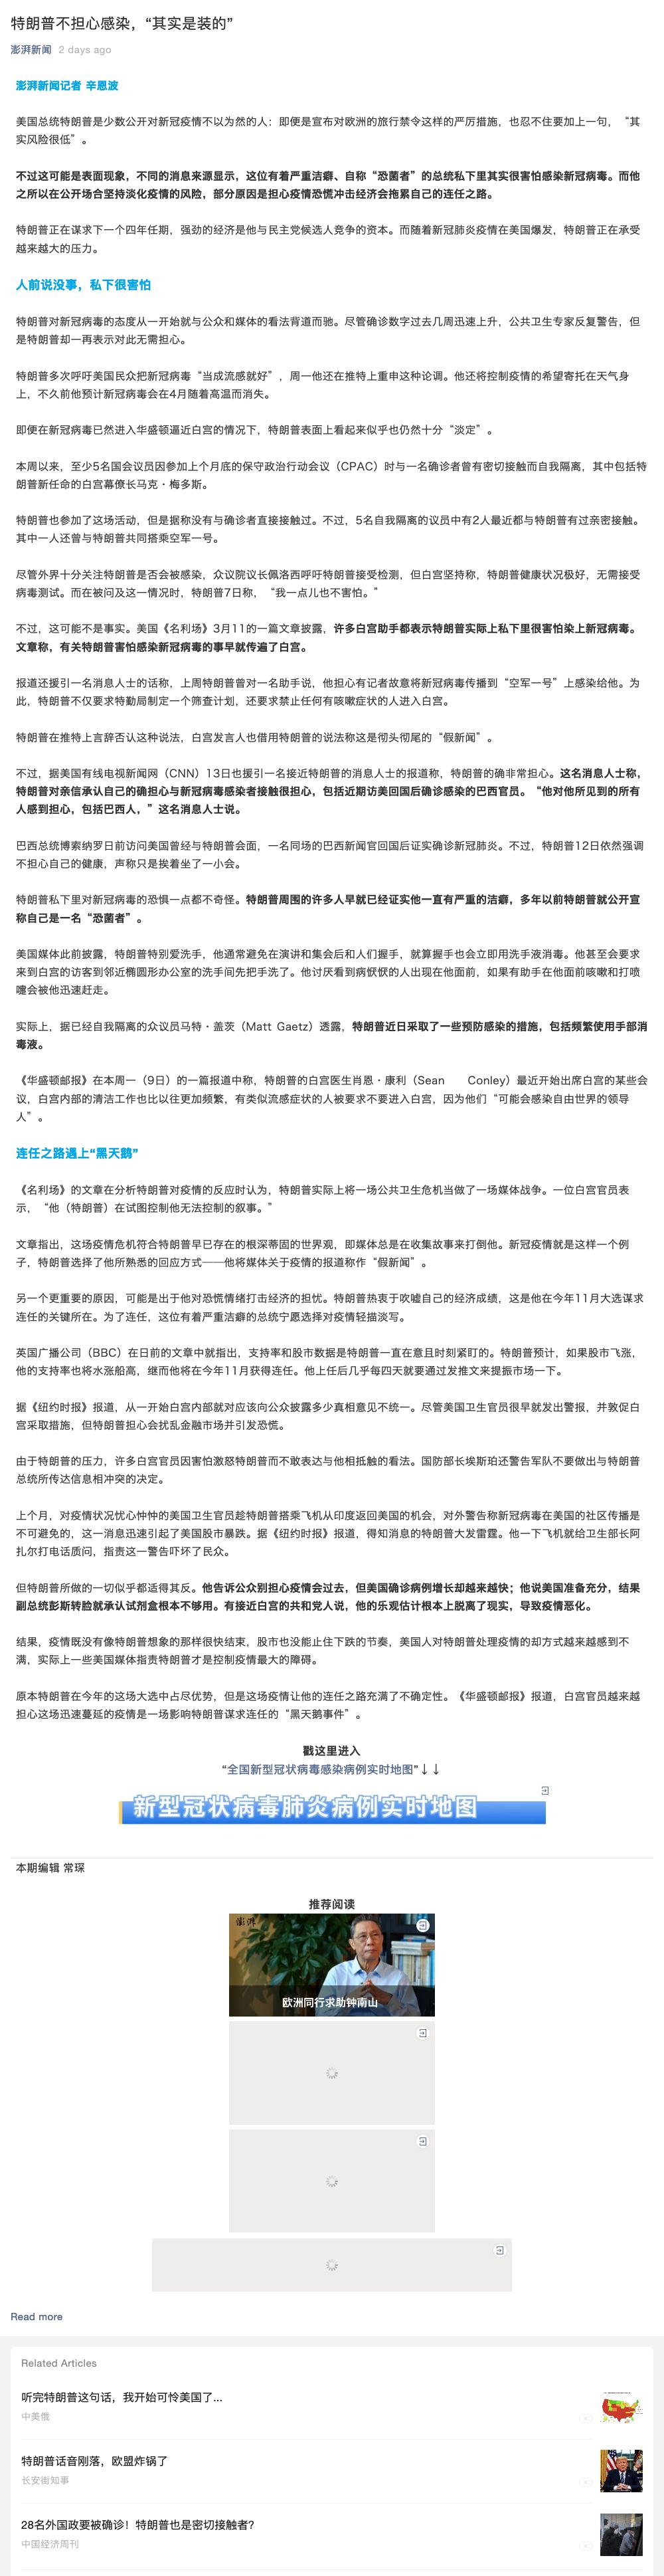 特朗普不担心感染，“其实是装的”
澎湃新闻 2 days ago
澎湃新闻记者 辛恩波
美国总统特朗普是少数公开对新冠疫情不以为然的人：即便是宣布对欧洲的旅行禁令这样的严厉措施，也忍不住要加上一句，“其
实风险很低”。
不过这可能是表面现象，不同的消息来源显示，这位有着严重洁癖、自称“恐菌者”的总统私下里其实很害怕感染新冠病毒。而他
之所以在公开场合坚持淡化疫情的风险，部分原因是担心疫情恐慌冲击经济会拖累自己的连任之路。
特朗普正在谋求下一个四年任期，强劲的经济是他与民主党候选人竞争的资本。而随着新冠肺炎疫情在美国爆发，特朗普正在承受
越来越大的压力。
人前说没事，私下很害怕
特朗普对新冠病毒的态度从一开始就与公众和媒体的看法背道而驰。尽管确诊数字过去几周迅速上升，公共卫生专家反复警告，但
是特朗普却一再表示对此无需担心。
特朗普多次呼吁美国民众把新冠病毒“当成流感就好”，周一他还在推特上重申这种论调。他还将控制疫情的希望寄托在天气身
上，不久前他预计新冠病毒会在4月随着高温而消失。
即便在新冠病毒已然进入华盛顿逼近白宫的情况下，特朗普表面上看起来似乎也仍然十分“淡定”。
本周以来，至少5名国会议员因参加上个月底的保守政治行动会议（CPAC）时与一名确诊者曾有密切接触而自我隔离，其中包括特
朗普新任命的白宫幕僚长马克·梅多斯。
特朗普也参加了这场活动，但是据称没有与确诊者直接接触过。不过，5名自我隔离的议员中有2人最近都与特朗普有过亲密接触。
其中一人还曾与特朗普共同搭乘空军一号。
尽管外界十分关注特朗普是否会被感染，众议院议长佩洛西呼吁特朗普接受检测，但白宫坚持称，特朗普健康状况极好，无需接受
病毒测试。而在被问及这一情况时，特朗普7日称，“我一点儿也不害怕。”
不过，这可能不是事实。美国《名利场》3月11的一篇文章披露，许多白宫助手都表示特朗普实际上私下里很害怕染上新冠病毒。
文章称，有关特朗普害怕感染新冠病毒的事早就传遍了白宫。
报道还援引一名消息人士的话称，上周特朗普曾对一名助手说，他担心有记者故意将新冠病毒传播到“空军一号”上感染给他。为
此，特朗普不仅要求特勤局制定一个筛查计划，还要求禁止任何有咳嗽症状的人进入白宫。
特朗普在推特上言辞否认这种说法，白宫发言人也借用特朗普的说法称这是彻头彻尾的“假新闻”。
不过，据美国有线电视新闻网（CNN）13日也援引一名接近特朗普的消息人士的报道称，特朗普的确非常担心。这名消息人士称，
特朗普对亲信承认自己的确担心与新冠病毒感染者接触很担心，包括近期访美回国后确诊感染的巴西官员。“他对他所见到的所有
人感到担心，包括巴西人，”这名消息人士说。
巴西总统博索纳罗日前访问美国曾经与特朗普会面，一名同场的巴西新闻官回国后证实确诊新冠肺炎。不过，特朗普12日依然强调
不担心自己的健康，声称只是挨着坐了一小会。
特朗普私下里对新冠病毒的恐惧一点都不奇怪。特朗普周围的许多人早就已经证实他一直有严重的洁癖，多年以前特朗普就公开宣
称自己是一名“恐菌者”。
美国媒体此前披露，特朗普特别爱洗手，他通常避免在演讲和集会后和人们握手，就算握手也会立即用洗手液消毒。他甚至会要求
来到白宫的访客到邻近椭圆形办公室的洗手间先把手洗了。他讨厌看到病恹恹的人出现在他面前，如果有助手在他面前咳嗽和打喷
嚏会被他迅速赶走。
实际上，据已经自我隔离的众议员马特·盖茨（Matt Gaetz）透露，特朗普近日采取了一些预防感染的措施，包括频繁使用手部消
毒液。
《华盛顿邮报》在本周一（9日）的一篇报道中称，特朗普的白宫医生肖恩·康利（Sean Conley）最近开始出席白宫的某些会
议，白宫内部的清洁工作也比以往更加频繁，有类似流感症状的人被要求不要进入白宫，因为他们“可能会感染自由世界的领导
人”。
连任之路遇上“黑天鹅”
《名利场》的文章在分析特朗普对疫情的反应时认为，特朗普实际上将一场公共卫生危机当做了一场媒体战争。一位白宫官员表
示，“他（特朗普）在试图控制他无法控制的叙事。”
文章指出，这场疫情危机符合特朗普早已存在的根深蒂固的世界观，即媒体总是在收集故事来打倒他。新冠疫情就是这样一个例
子，特朗普选择了他所熟悉的回应方式——他将媒体关于疫情的报道称作“假新闻”。
另一个更重要的原因，可能是出于他对恐慌情绪打击经济的担忧。特朗普热衷于吹嘘自己的经济成绩，这是他在今年11月大选谋求
连任的关键所在。为了连任，这位有着严重洁癖的总统宁愿选择对疫情轻描淡写。
英国广播公司（BBC）在日前的文章中就指出，支持率和股市数据是特朗普一直在意且时刻紧盯的。特朗普预计，如果股市飞涨，
他的支持率也将水涨船高，继而他将在今年11月获得连任。他上任后几乎每四天就要通过发推文来提振市场一下。
据《纽约时报》报道，从一开始白宫内部就对应该向公众披露多少真相意见不统一。尽管美国卫生官员很早就发出警报，并敦促白
宫采取措施，但特朗普担心会扰乱金融市场并引发恐慌。
由于特朗普的压力，许多白宫官员因害怕激怒特朗普而不敢表达与他相抵触的看法。国防部长埃斯珀还警告军队不要做出与特朗普
总统所传达信息相冲突的决定。
上个月，对疫情状况忧心忡忡的美国卫生官员趁特朗普搭乘飞机从印度返回美国的机会，对外警告称新冠病毒在美国的社区传播是
不可避免的，这一消息迅速引起了美国股市暴跌。据《纽约时报》报道，得知消息的特朗普大发雷霆。他一下飞机就给卫生部长阿
扎尔打电话质问，指责这一警告吓坏了民众。
但特朗普所做的一切似乎都适得其反。他告诉公众别担心疫情会过去，但美国确诊病例增长却越来越快；他说美国准备充分，结果
副总统彭斯转脸就承认试剂盒根本不够用。有接近白宫的共和党人说，他的乐观估计根本上脱离了现实，导致疫情恶化。
结果，疫情既没有像特朗普想象的那样很快结束，股市也没能止住下跌的节奏，美国人对特朗普处理疫情的却方式越来越感到不
满，实际上一些美国媒体指责特朗普才是控制疫情最大的障碍。
原本特朗普在今年的这场大选中占尽优势，但是这场疫情让他的连任之路充满了不确定性。《华盛顿邮报》报道，白宫官员越来越
担心这场迅速蔓延的疫情是一场影响特朗普谋求连任的“黑天鹅事件”。
戳这里进入
“全国新型冠状病毒感染病例实时地图”↓↓
新型冠状病毒肺炎病例实时地图
本期编辑 常琛
推荐阅读
澎湃
欧洲同行求助钟南山
Read more
Related Articles
听完特朗普这句话，我开始可怜美国了...
中美俄
特朗普话音刚落，欧盟炸锅了
长安街知事
28名外国政要被确诊！特朗普也是密切接触者?
中国经济周刊